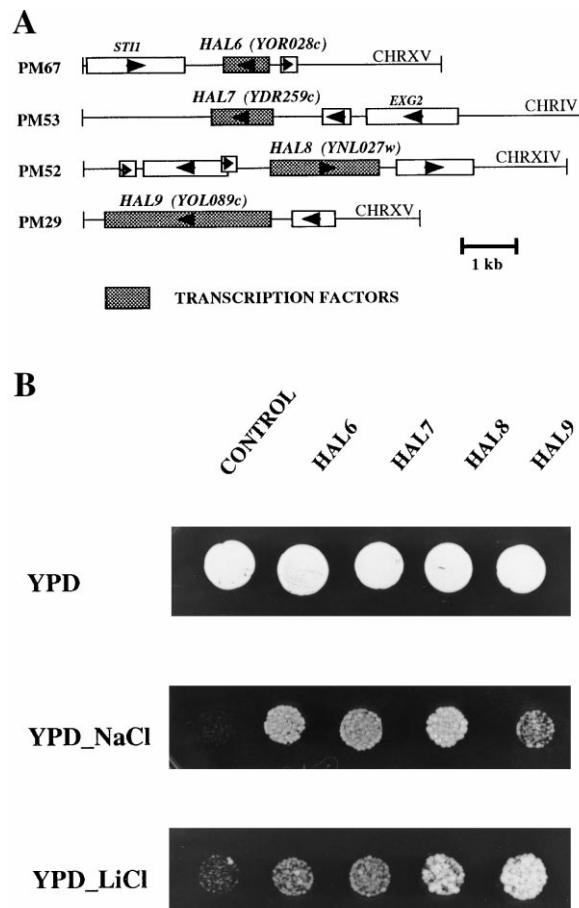 A
STI1 HAL6 (YOR028c) CHRXV
PM67
HAL7 (YDR259c) EXG2 CHRIV
PM53
HAL8 (YNL027w) CHRXIV
PM52
HAL9 (YOL089c) CHRXV
PM29
1 kb
TRANSCRIPTION FACTORS
B
CONTROL HAL6 HAL7 HAL8 HAL9
YPD
YPD_NaCl
YPD_LiCl